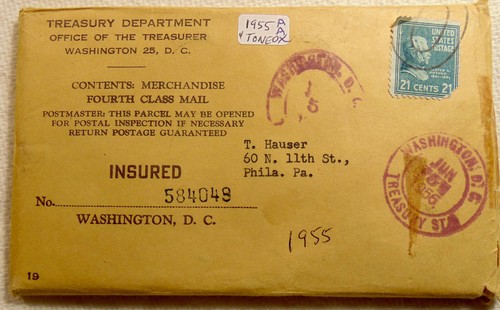 TREASURY DEPARTMENT
OFFICE OF THE TREASURER
WASHINGTON 25, D. C.
CONTENTS: MERCHANDISE
FOURTH CLASS MAIL
POSTMASTER: THIS PARCEL MAY BE OPENED
FOR POSTAL INSPECTION IF NECESSARY
RETURN POSTAGE GUARANTEED
INSURED
No. 584048
WASHINGTON, D. C.
19
1955 P
WASHINGTON, D. C.
UNITED
STATES
POSTAGE
21 CENTS 21
T. Hauser
60 N. 11th St.,
Phila. Pa.
WASHINGTON, D. C.
JUN
TREASURY STA
1955